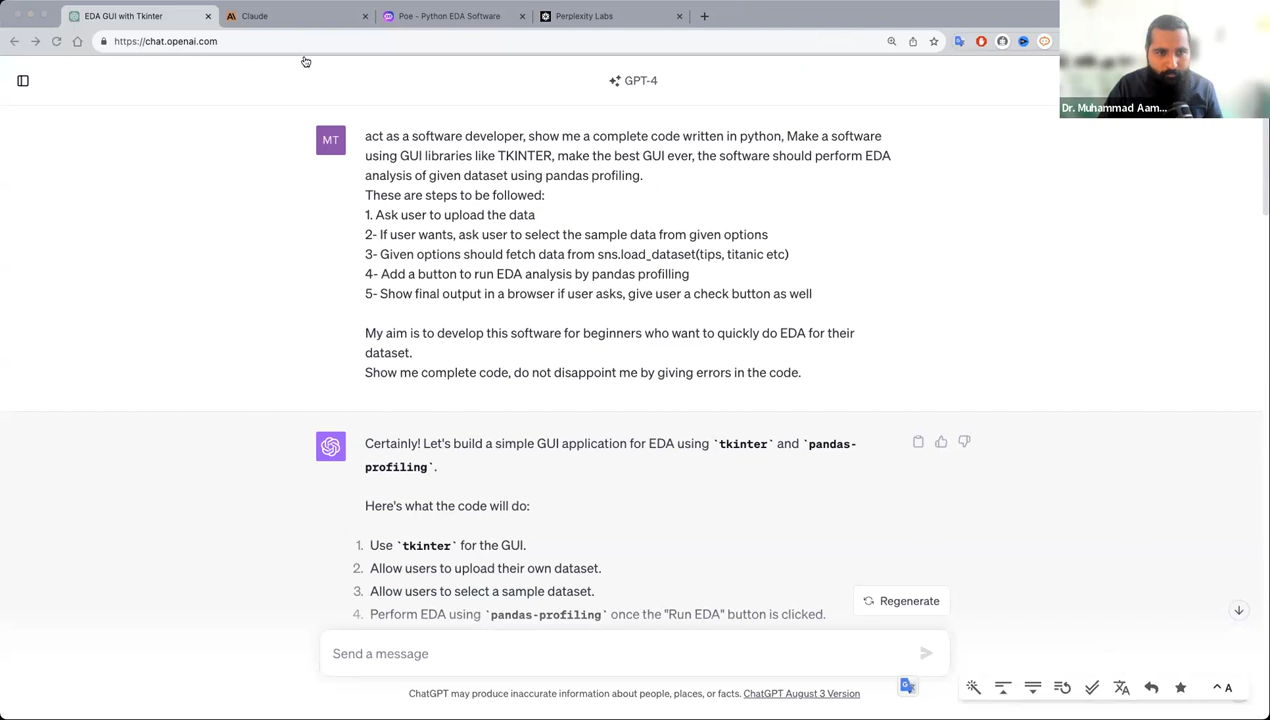 EDA GUI with Tkinter
Claude
Poe - Python EDA Software
Perplexity Labs
https://chat.openai.com
GPT-4
Dr. Muhammad Aam...
MT
act as a software developer, show me a complete code written in python, Make a software
using GUI libraries like TKINTER, make the best GUI ever, the software should perform EDA
analysis of given dataset using pandas profiling.
These are steps to be followed:
1. Ask user to upload the data
2- If user wants, ask user to select the sample data from given options
3- Given options should fetch data from sns.load_dataset(tips, titanic etc)
4- Add a button to run EDA analysis by pandas profilling
5- Show final output in a browser if user asks, give user a check button as well
My aim is to develop this software for beginners who want to quickly do EDA for their
dataset.
Show me complete code, do not disappoint me by giving errors in the code.
Certainly! Let's build a simple GUI application for EDA using `tkinter` and `pandas-
profiling`.
Here's what the code will do:
1. Use `tkinter` for the GUI.
2. Allow users to upload their own dataset.
3. Allow users to select a sample dataset.
4. Perform EDA using `pandas-profiling` once the "Run EDA" button is clicked.
Regenerate
Send a message
ChatGPT may produce inaccurate information about people, places, or facts. ChatGPT August 3 Version
A